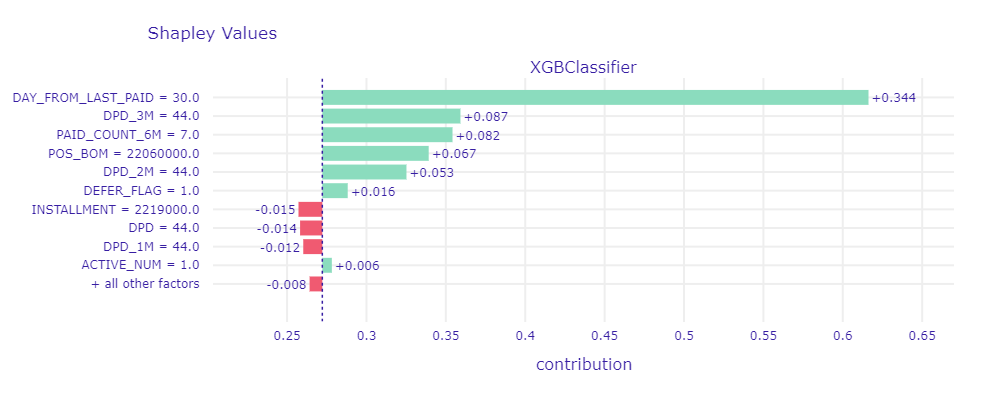 Shapley Values
XGBClassifier
DAY_FROM_LAST_PAID = 30.0 +0.344
DPD_3M = 44.0 +0.087
PAID_COUNT_6M = 7.0 +0.082
POS_BOM = 22060000.0 +0.067
DPD_2M = 44.0 +0.053
DEFER_FLAG = 1.0 +0.016
INSTALLMENT = 2219000.0 -0.015
DPD = 44.0 -0.014
DPD_1M = 44.0 -0.012
ACTIVE_NUM = 1.0 +0.006
+ all other factors -0.008
0.25 0.3 0.35 0.4 0.45 0.5 0.55 0.6 0.65
contribution